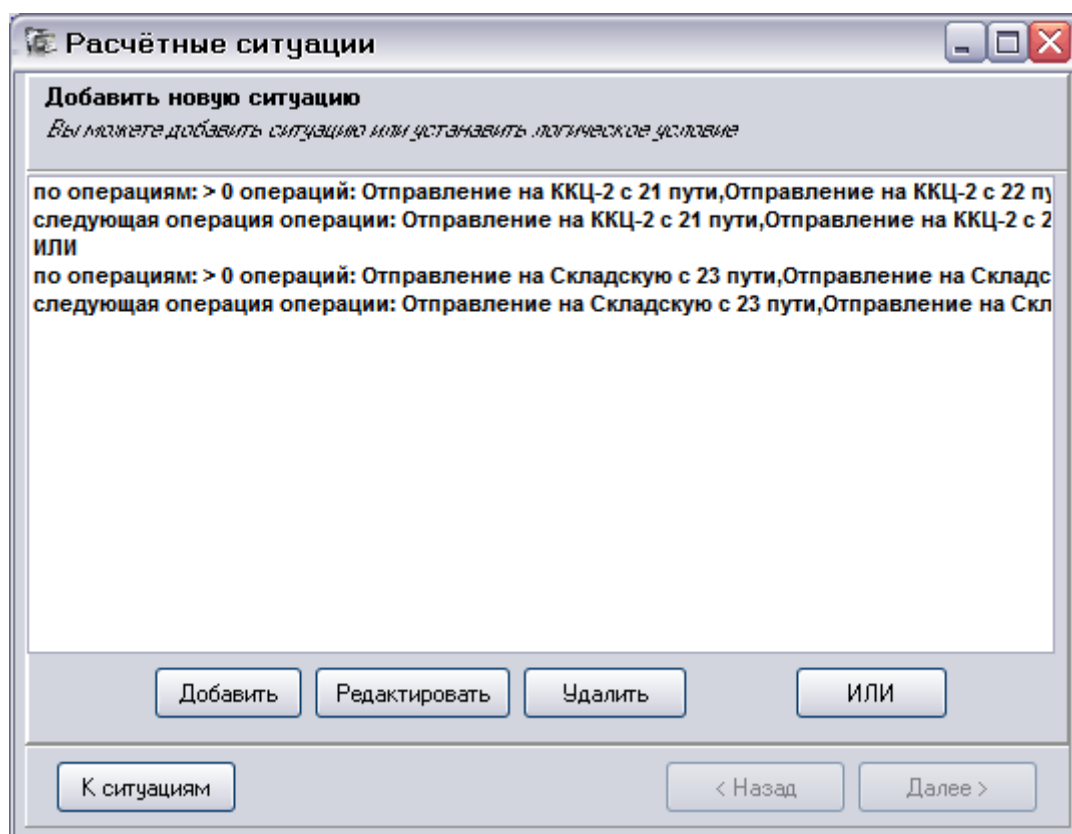 Расчётные ситуации
Добавить новую ситуацию
Вы можете добавить ситуацию или устанавить логическое условие
по операциям: > 0 операций: Отправление на ККЦ-2 с 21 пути,Отправление на ККЦ-2 с 22 пу
следующая операция операции: Отправление на ККЦ-2 с 21 пути,Отправление на ККЦ-2 с 2
ИЛИ
по операциям: > 0 операций: Отправление на Складскую с 23 пути,Отправление на Складс
следующая операция операции: Отправление на Складскую с 23 пути,Отправление на Скл
Добавить Редактировать Удалить ИЛИ
К ситуациям < Назад Далее >